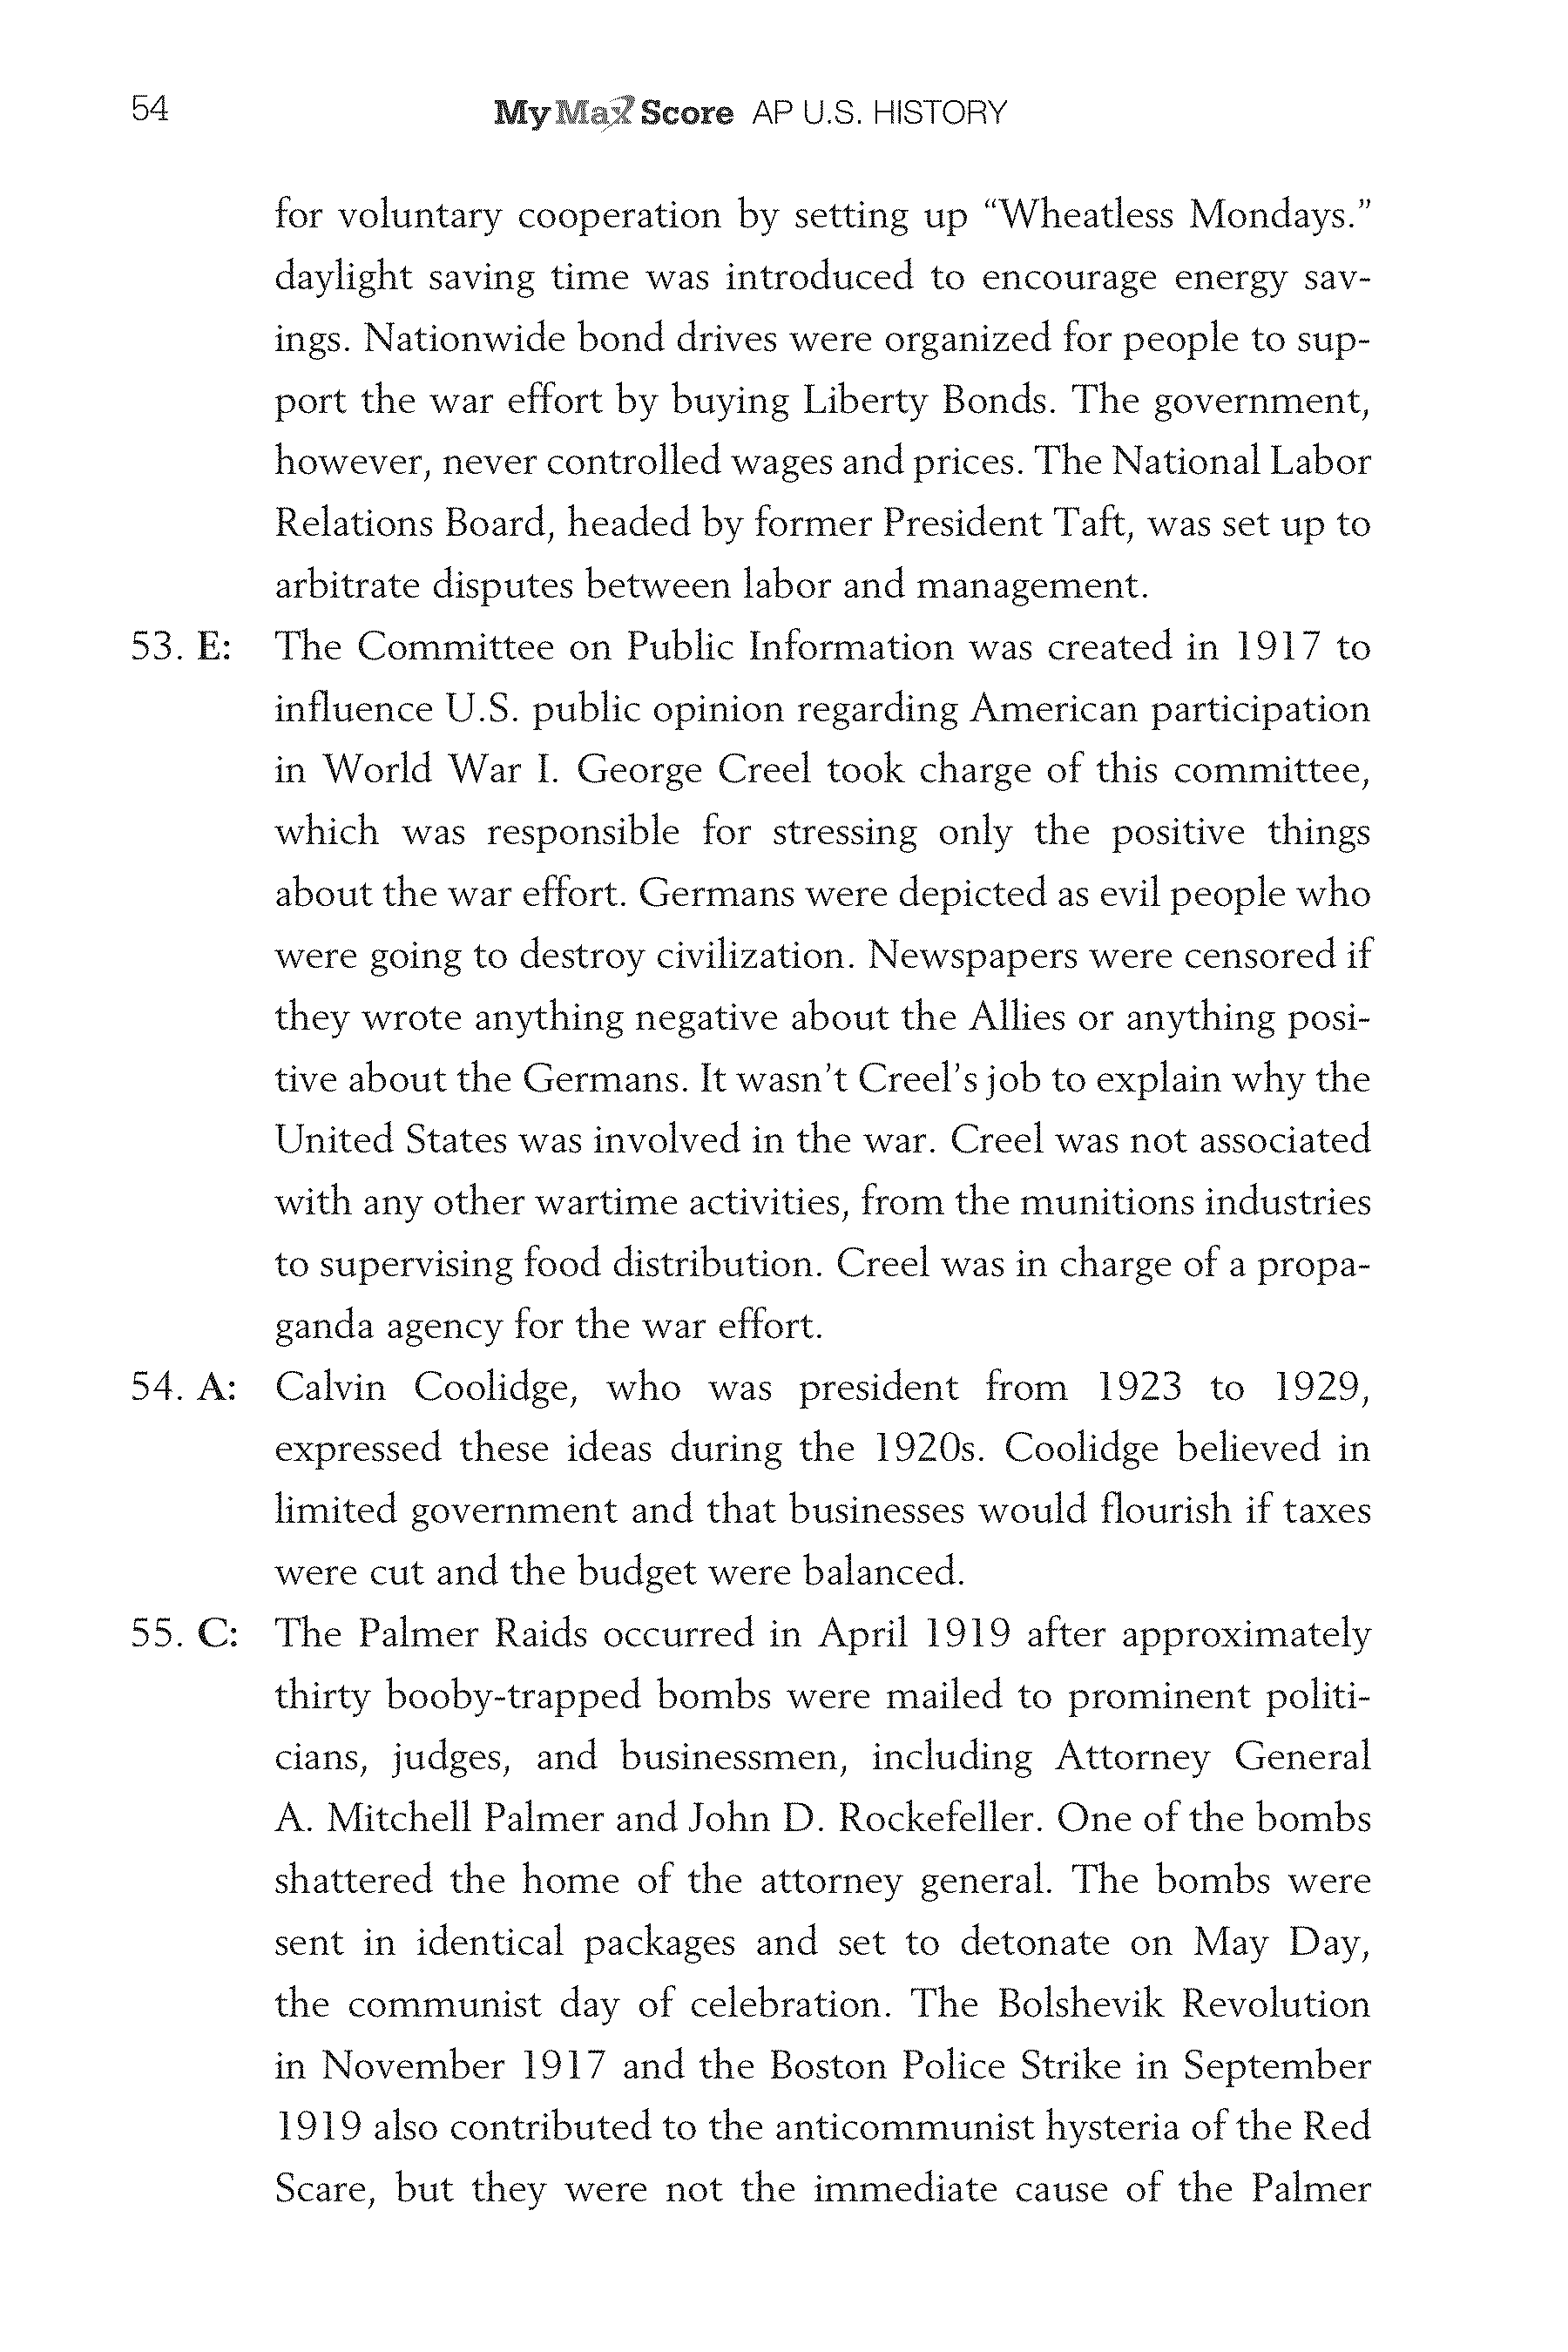 54
MyMaxScore AP U.S. HISTORY
for voluntary cooperation by setting up “Wheatless Mondays.”
daylight saving time was introduced to encourage energy sav-
ings. Nationwide bond drives were organized for people to sup-
port the war effort by buying Liberty Bonds. The government,
however, never controlled wages and prices. The National Labor
Relations Board, headed by former President Taft, was set up to
arbitrate disputes between labor and management.
53. E: The Committee on Public Information was created in 1917 to
influence U.S. public opinion regarding American participation
in World War I. George Creel took charge of this committee,
which was responsible for stressing only the positive things
about the war effort. Germans were depicted as evil people who
were going to destroy civilization. Newspapers were censored if
they wrote anything negative about the Allies or anything posi-
tive about the Germans. It wasn’t Creel’s job to explain why the
United States was involved in the war. Creel was not associated
with any other wartime activities, from the munitions industries
to supervising food distribution. Creel was in charge of a propa-
ganda agency for the war effort.
54. A: Calvin Coolidge, who was president from 1923 to 1929,
expressed these ideas during the 1920s. Coolidge believed in
limited government and that businesses would flourish if taxes
were cut and the budget were balanced.
55. C: The Palmer Raids occurred in April 1919 after approximately
thirty booby-trapped bombs were mailed to prominent politi-
cians, judges, and businessmen, including Attorney General
A. Mitchell Palmer and John D. Rockefeller. One of the bombs
shattered the home of the attorney general. The bombs were
sent in identical packages and set to detonate on May Day,
the communist day of celebration. The Bolshevik Revolution
in November 1917 and the Boston Police Strike in September
1919 also contributed to the anticommunist hysteria of the Red
Scare, but they were not the immediate cause of the Palmer